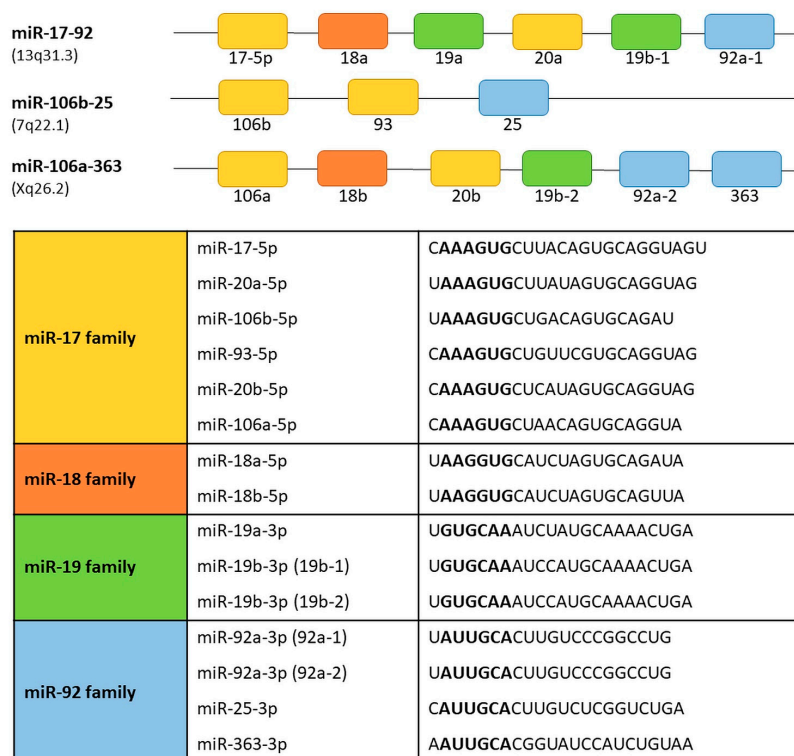 miR-17-92
(13q31.3)
17-5p 18a 19a 20a 19b-1 92a-1
miR-106b-25
(7q22.1)
106b 93 25
miR-106a-363
(Xq26.2)
106a 18b 20b 19b-2 92a-2 363
miR-17 family
miR-17-5p CAAAGUGCUUACAGUGCAGGUAGU
miR-20a-5p UAAAGUGCUUAUAGUGCAGGUAG
miR-106b-5p UAAAGUGCUGACAGUGCAGAU
miR-93-5p CAAAGUGCUGUUCGUGCAGGUAG
miR-20b-5p CAAAGUGCUCAUAGUGCAGGUAG
miR-106a-5p CAAAGUGCUAACAGUGCAGGUA
miR-18 family
miR-18a-5p UAAGGUGCAUCUAGUGCAGAUA
miR-18b-5p UAAGGUGCAUCUAGUGCAGUUA
miR-19 family
miR-19a-3p UGUGCAAAUCUAUGCAAAACUGA
miR-19b-3p (19b-1) UGUGCAAAUCCAUGCAAAACUGA
miR-19b-3p (19b-2) UGUGCAAAUCCAUGCAAAACUGA
miR-92 family
miR-92a-3p (92a-1) UAUUGCACUUGUCCCGGCCUG
miR-92a-3p (92a-2) UAUUGCACUUGUCCCGGCCUG
miR-25-3p CAUUGCACUUGUCUCGGUCUGA
miR-363-3p AAUUGCACGGUAUCCAUCUGUAA